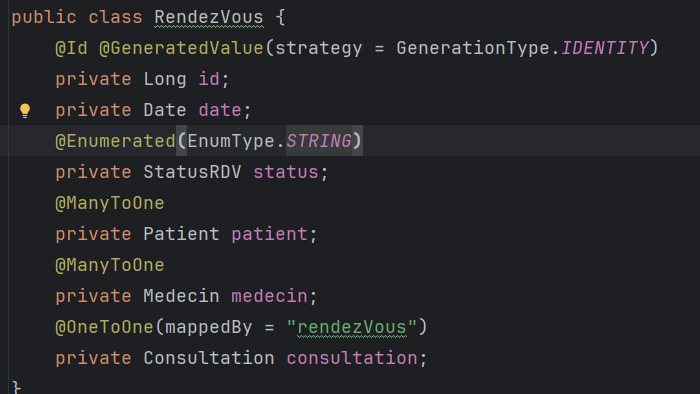 public class RendezVous {
@Id @GeneratedValue(strategy = GenerationType.IDENTITY)
private Long id;
private Date date;
@Enumerated(EnumType.STRING)
private StatusRDV status;
@ManyToOne
private Patient patient;
@ManyToOne
private Medecin medecin;
@OneToOne(mappedBy = "rendezVous")
private Consultation consultation;
}